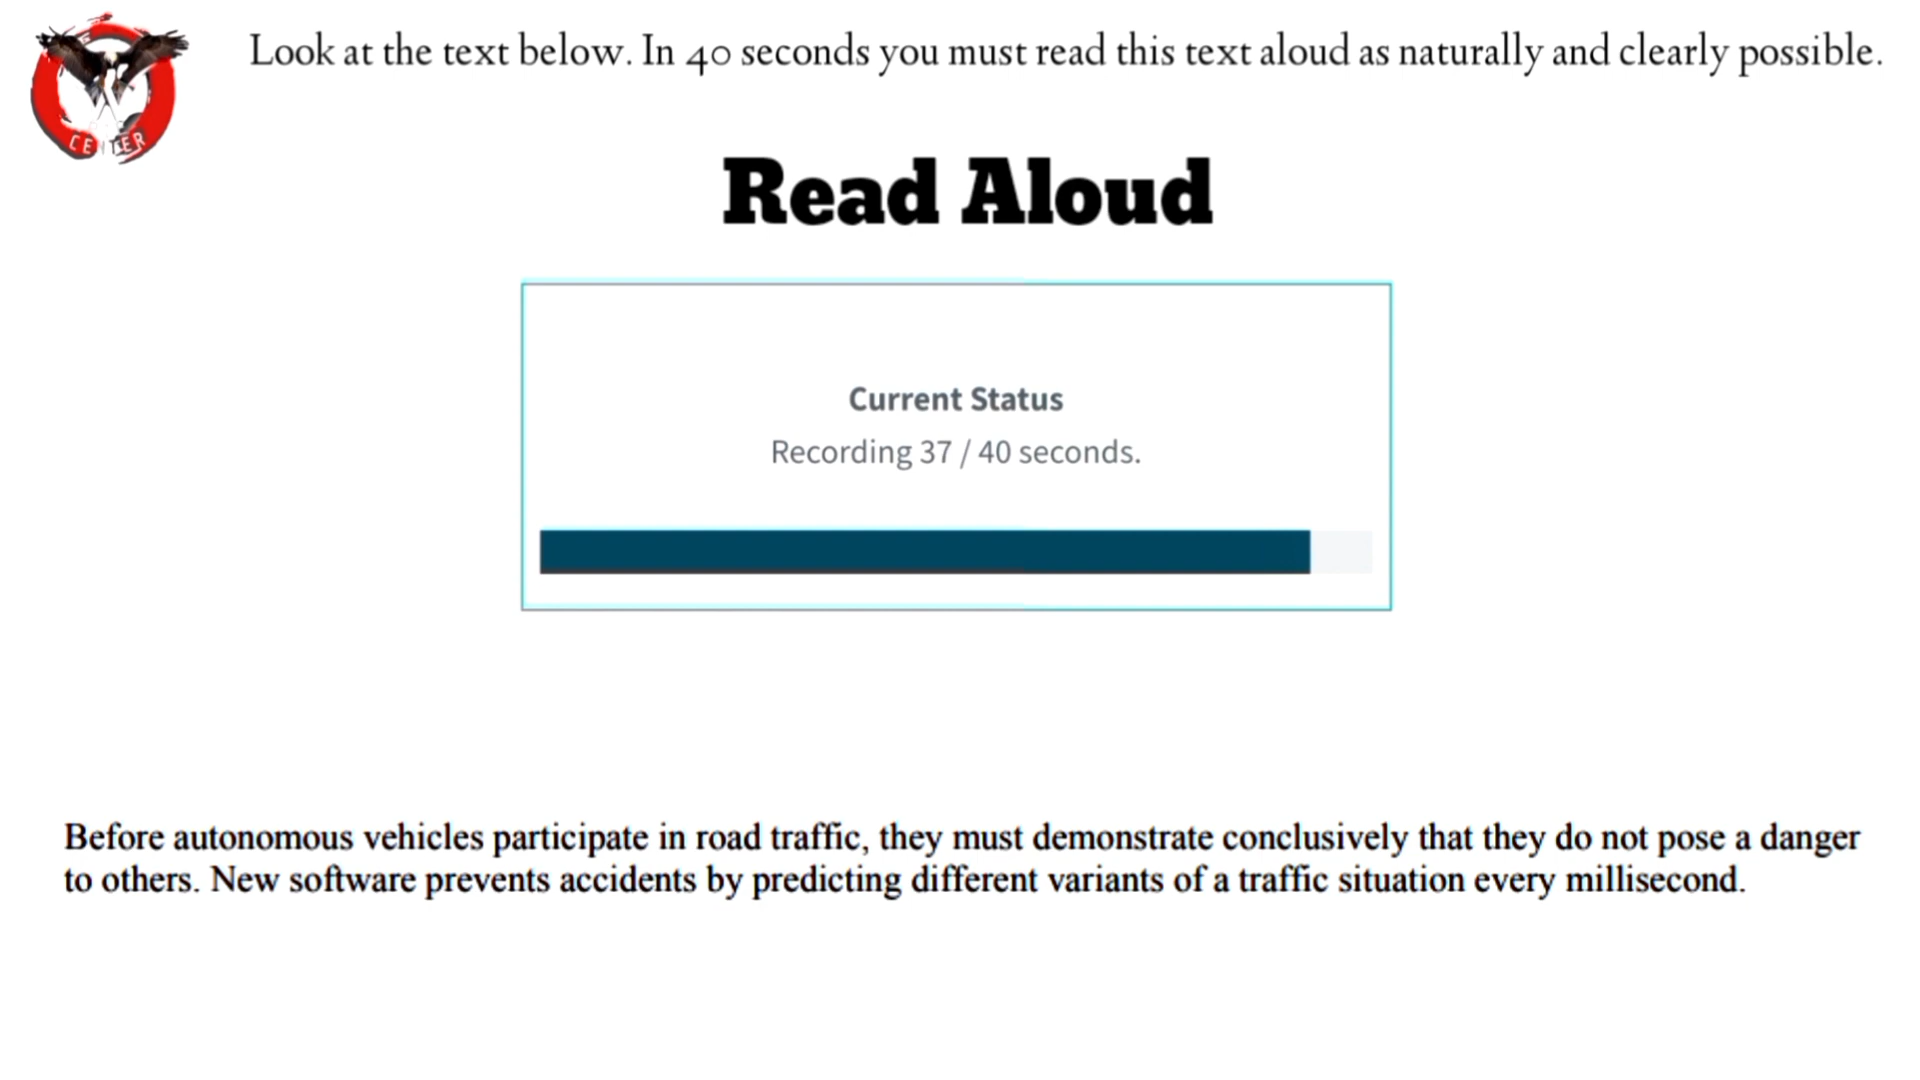 Look at the text below. In 40 seconds you must read this text aloud as naturally and clearly possible.
CENTER
Read Aloud
Current Status
Recording 37 / 40 seconds.
Before autonomous vehicles participate in road traffic, they must demonstrate conclusively that they do not pose a danger
to others. New software prevents accidents by predicting different variants of a traffic situation every millisecond.